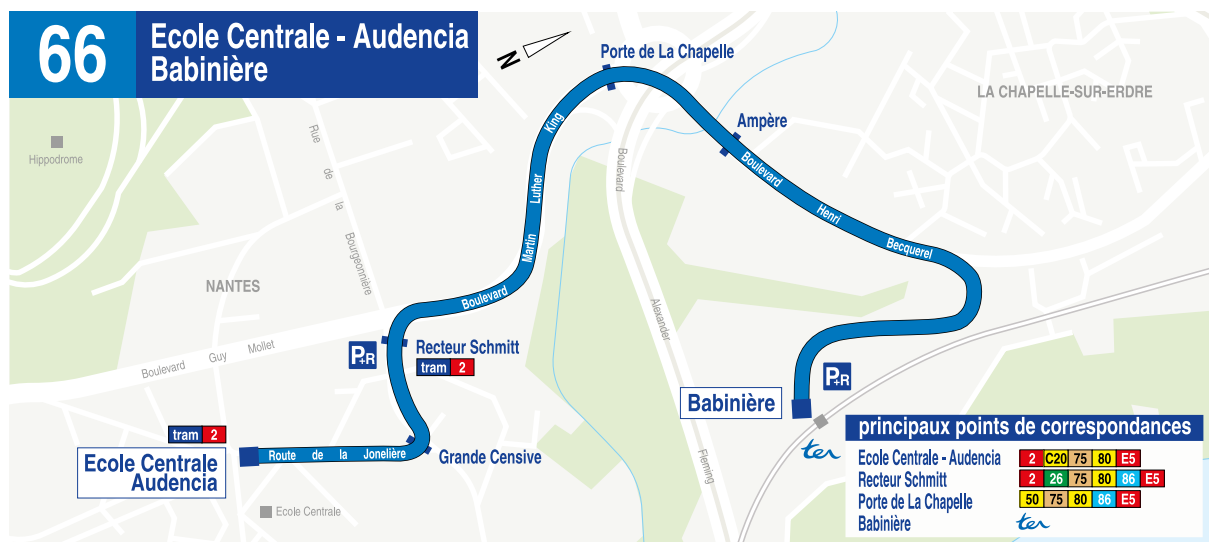 66
Ecole Centrale - Audencia
Babinière
N
Porte de La Chapelle
LA CHAPELLE-SUR-ERDRE
Ampère
Hippodrome
Rue de la Bourgeonnière
Boulevard Martin Luther King
Boulevard Henri Becquerel
Boulevard Alexander Fleming
NANTES
Boulevard Guy Mollet
P+R
Recteur Schmitt
tram 2
P+R
Babinière
ter
tram 2
Ecole Centrale
Audencia
Route de la Jonelière
Grande Censive
Ecole Centrale
principaux points de correspondances
Ecole Centrale - Audencia 2 C20 75 80 E5
Recteur Schmitt 2 26 75 80 86 E5
Porte de La Chapelle 50 75 80 86 E5
Babinière ter